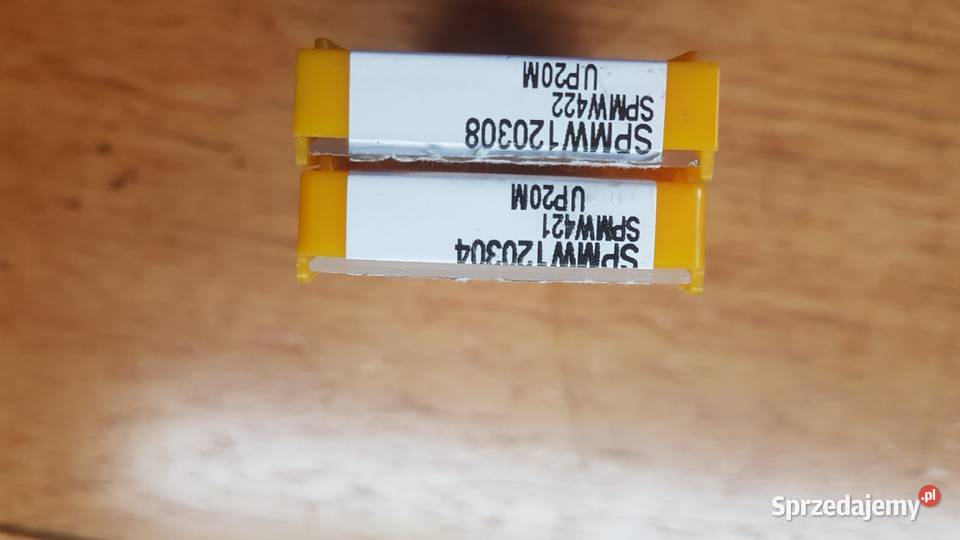 SPMW120308
SPMW422
UP20M
SPMW120304
SPMW421
UP20M
Sprzedajemy.pl